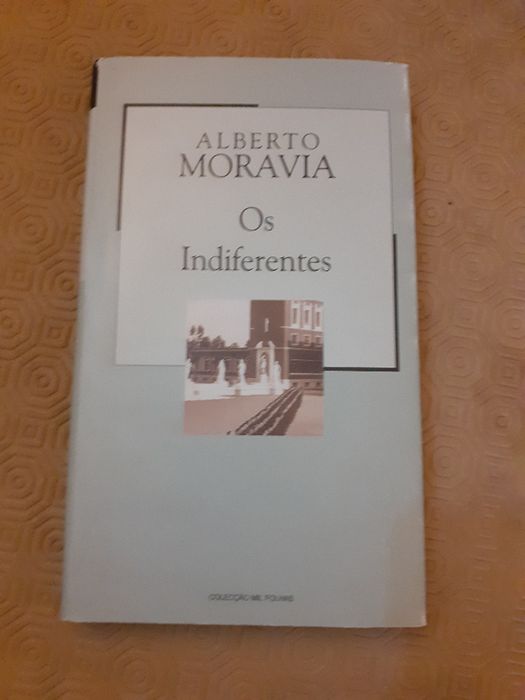 ALBERTO
MORAVIA
Os
Indiferentes
COLECÇÃO MIL FOLHAS